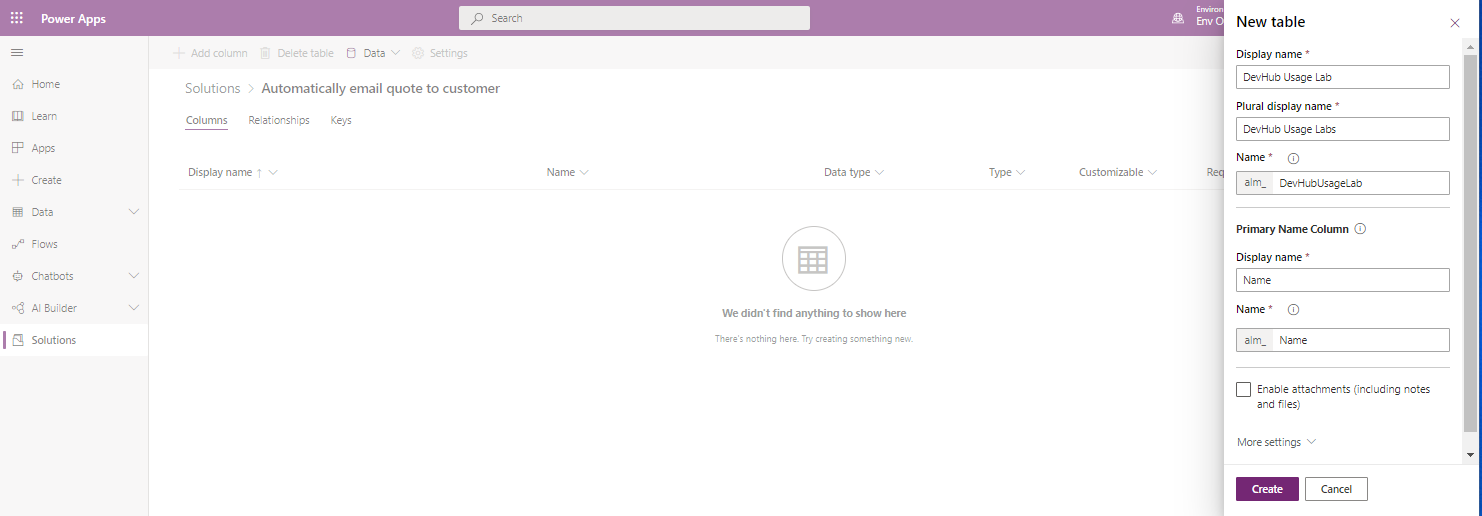 Power Apps
Search
Environ
Env O
Home
Learn
Apps
Create
Data
Flows
Chatbots
AI Builder
Solutions
Add column Delete table Data Settings
Solutions > Automatically email quote to customer
Columns Relationships Keys
Display name ↑ Name Data type Type Customizable Req
We didn't find anything to show here
There's nothing here. Try creating something new.
New table
Display name *
DevHub Usage Lab
Plural display name *
DevHub Usage Labs
Name *
alm_ DevHubUsageLab
Primary Name Column
Display name *
Name
Name *
alm_ Name
Enable attachments (including notes
and files)
More settings
Create Cancel